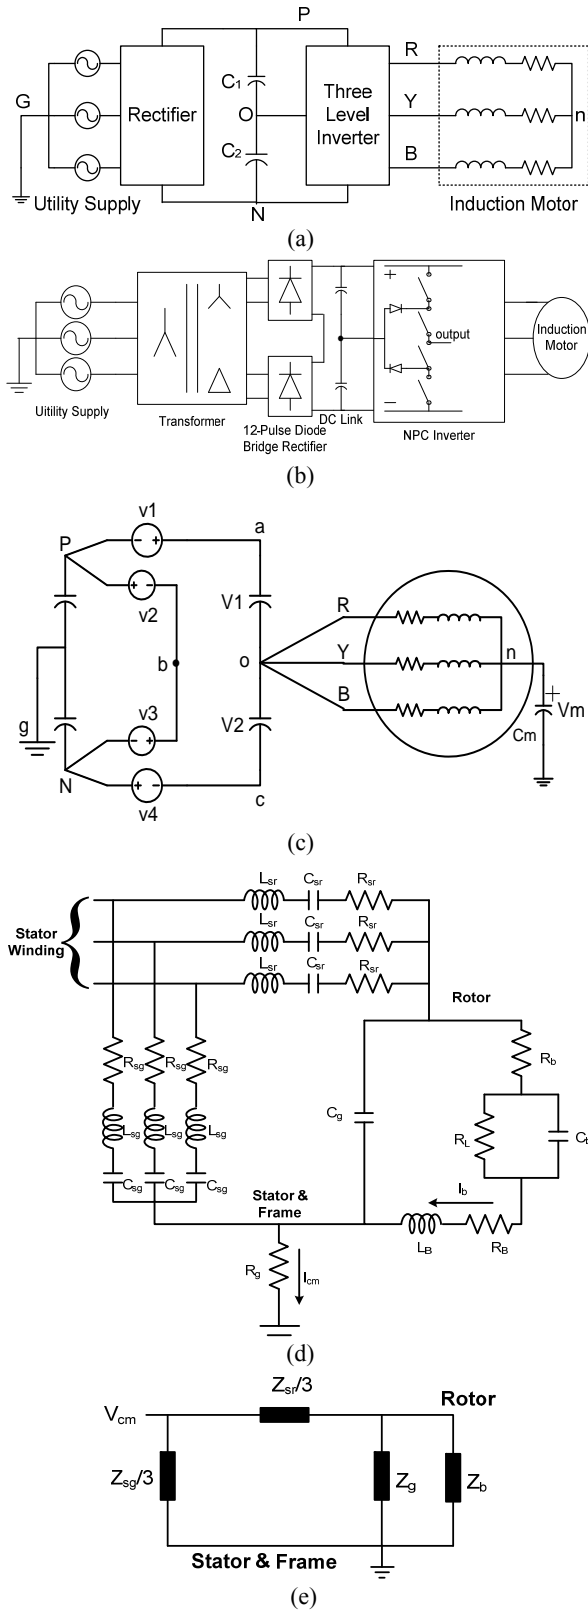 P
R
G
Rectifier
C1
O
C2
Three
Level
Inverter
Y
n
B
Utility Supply
N
Induction Motor
(a)
+
output
Induction
Motor
Uitility Supply
Transformer
12-Pulse Diode
Bridge Rectifier
DC Link
NPC Inverter
(b)
v1
a
P
- +
+ -
v2
V1
R
b
o
Y
n
B
+
Vm
g
v3
V2
Cm
- +
+ -
N
v4
c
(c)
Lsr
Csr
Rsr
Stator
Winding
Lsr
Csr
Rsr
Lsr
Csr
Rsr
Rotor
Rsg
Rsg
Rsg
Rb
Cg
RL
Lsg
Lsg
Lsg
Csg
Csg
Csg
Stator &
Frame
Ib
LB
RB
Rg
Icm
(d)
Zsr/3
Rotor
Vcm
Zsg/3
Zg
Zb
Stator & Frame
(e)